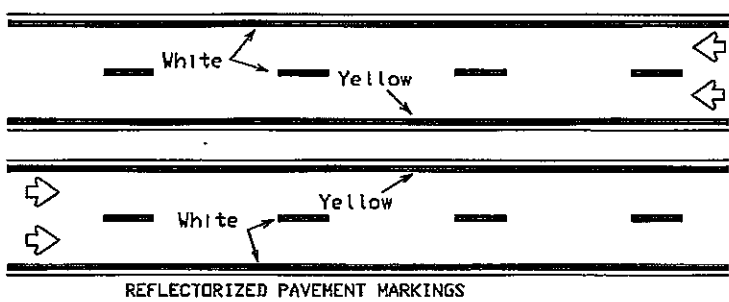 White
Yellow
Yellow
White
REFLECTORIZED PAVEMENT MARKINGS